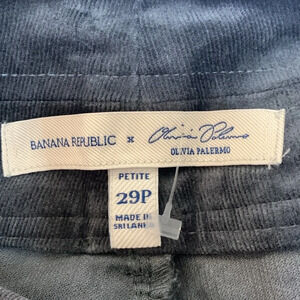 BANANA REPUBLIC x Olivia Palermo
OLIVIA PALERMO
PETITE
29P
MADE IN
SRI LANKA